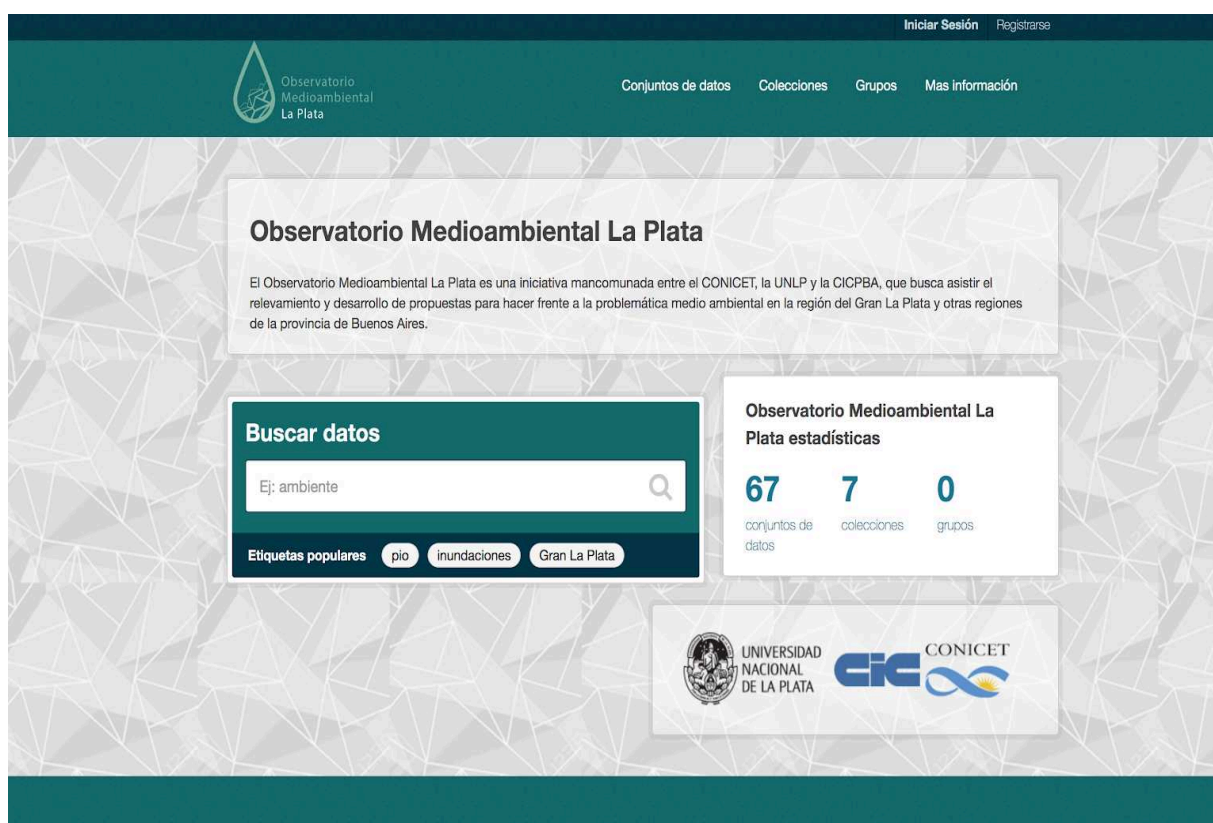 Iniciar Sesión Registrarse
Observatorio
Medioambiental
La Plata
Conjuntos de datos Colecciones Grupos Mas información
Observatorio Medioambiental La Plata
El Observatorio Medioambiental La Plata es una iniciativa mancomunada entre el CONICET, la UNLP y la CICPBA, que busca asistir el
relevamiento y desarrollo de propuestas para hacer frente a la problemática medio ambiental en la región del Gran La Plata y otras regiones
de la provincia de Buenos Aires.
Buscar datos
Ej: ambiente
Etiquetas populares pio inundaciones Gran La Plata
Observatorio Medioambiental La
Plata estadísticas
67 7 0
conjuntos de colecciones grupos
datos
UNIVERSIDAD
NACIONAL
DE LA PLATA
CIC
CONICET